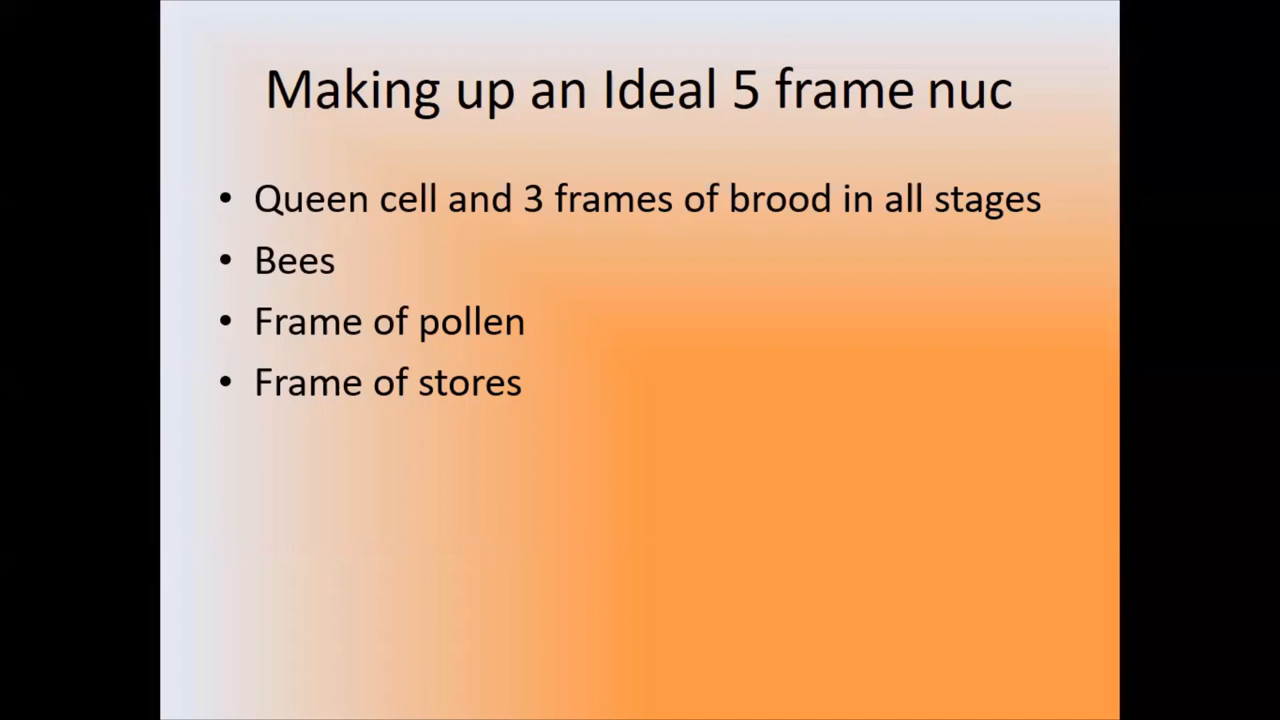 Making up an Ideal 5 frame nuc
• Queen cell and 3 frames of brood in all stages
• Bees
• Frame of pollen
• Frame of stores